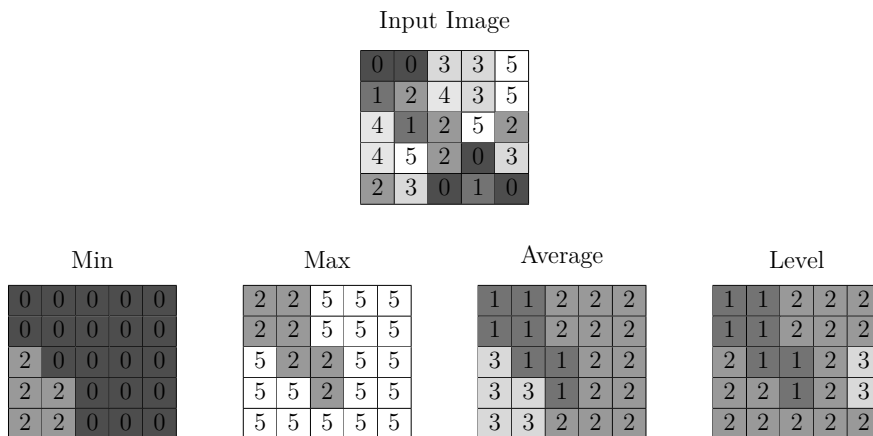 Input Image
0 0 3 3 5
1 2 4 3 5
4 1 2 5 2
4 5 2 0 3
2 3 0 1 0
Min
0 0 0 0 0
0 0 0 0 0
2 0 0 0 0
2 2 0 0 0
2 2 0 0 0
Max
2 2 5 5 5
2 2 5 5 5
5 2 2 5 5
5 5 2 5 5
5 5 5 5 5
Average
1 1 2 2 2
1 1 2 2 2
3 1 1 2 2
3 3 1 2 2
3 3 2 2 2
Level
1 1 2 2 2
1 1 2 2 2
2 1 1 2 3
2 2 1 2 3
2 2 2 2 2